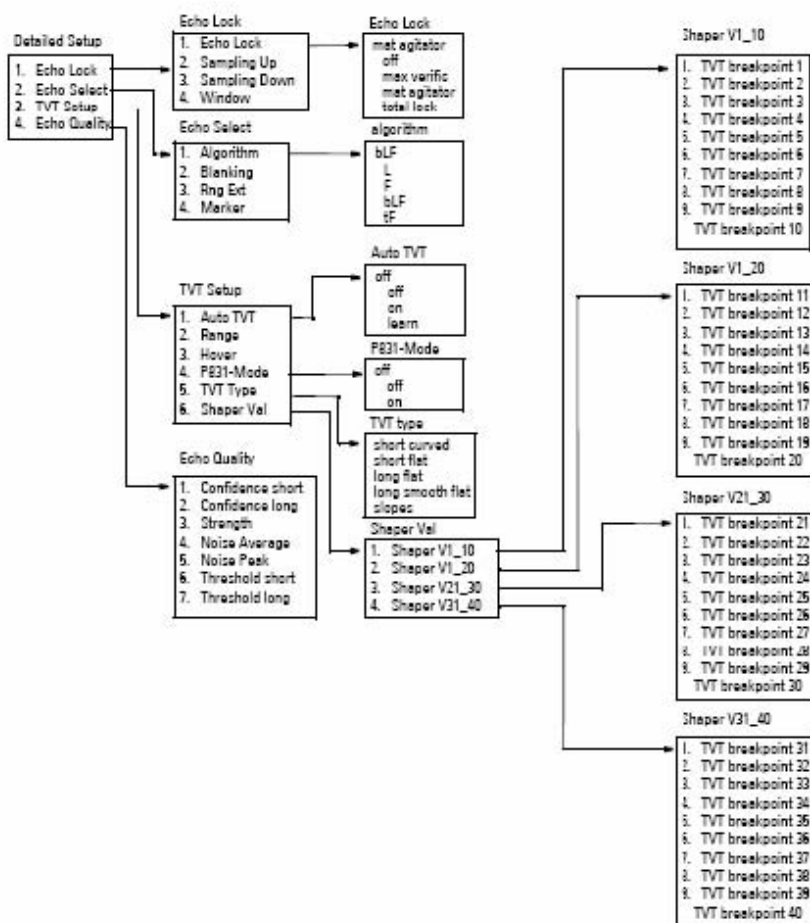 Detailed Setup
1. Echo Lock
2. Echo Select
3. TVT Setup
4. Echo Quality
Echo Lock
1. Echo Lock
2. Sampling Up
3. Sampling Down
4. Window
Echo Lock
mat agitator
off
max verific
mat agitator
total lock
Echo Select
1. Algorithm
2. Blanking
3. Rng Ext
4. Marker
algorithm
bLF
L
F
bLF
tF
TVT Setup
1. Auto TVT
2. Range
3. Hover
4. P831-Mode
5. TVT Type
6. Shaper Val
Auto TVT
off
off
on
learn
P831-Mode
off
off
on
TVT type
short curved
short flat
long flat
long smooth flat
slopes
Echo Quality
1. Confidence short
2. Confidence long
3. Strength
4. Noise Average
5. Noise Peak
6. Threshold short
7. Threshold long
Shaper Val
1. Shaper V1_10
2. Shaper V1_20
3. Shaper V21_30
4. Shaper V31_40
Shaper V1_10
1. TVT breakpoint 1
2. TVT breakpoint 2
3. TVT breakpoint 3
4. TVT breakpoint 4
5. TVT breakpoint 5
6. TVT breakpoint 6
7. TVT breakpoint 7
8. TVT breakpoint 8
9. TVT breakpoint 9
TVT breakpoint 10
Shaper V1_20
1. TVT breakpoint 11
2. TVT breakpoint 12
3. TVT breakpoint 13
4. TVT breakpoint 14
5. TVT breakpoint 15
6. TVT breakpoint 16
7. TVT breakpoint 17
8. TVT breakpoint 18
9. TVT breakpoint 19
TVT breakpoint 20
Shaper V21_30
1. TVT breakpoint 21
2. TVT breakpoint 22
3. TVT breakpoint 23
4. TVT breakpoint 24
5. TVT breakpoint 25
6. TVT breakpoint 26
7. TVT breakpoint 27
8. TVT breakpoint 28
9. TVT breakpoint 29
TVT breakpoint 30
Shaper V31_40
1. TVT breakpoint 31
2. TVT breakpoint 32
3. TVT breakpoint 33
4. TVT breakpoint 34
5. TVT breakpoint 35
6. TVT breakpoint 36
7. TVT breakpoint 37
8. TVT breakpoint 38
9. TVT breakpoint 39
TVT breakpoint 40